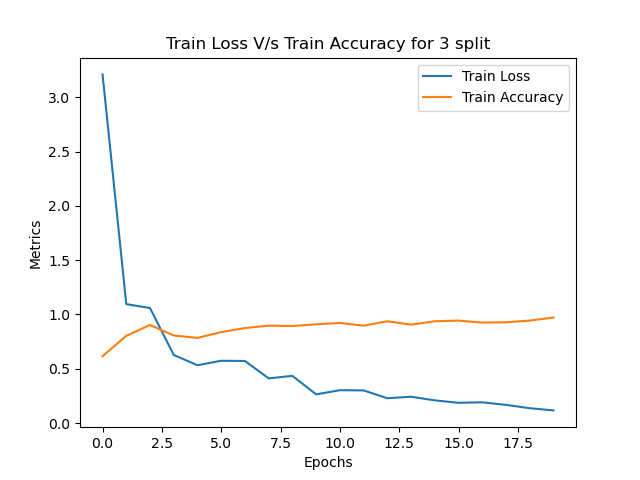 Train Loss V/s Train Accuracy for 3 split
Train Loss
Train Accuracy
Metrics
3.0
2.5
2.0
1.5
1.0
0.5
0.0
0.0 2.5 5.0 7.5 10.0 12.5 15.0 17.5
Epochs